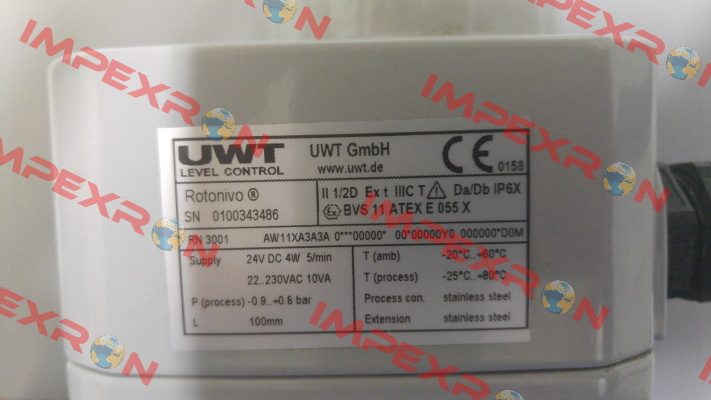 UWT
LEVEL CONTROL
UWT GmbH
www.uwt.de
CE 0158
Rotonivo ®
SN 0100343486
II 1/2D Ex t IIIC T⚠ Da/Db IP6X
Ex BVS 11 ATEX E 055 X
RN 3001 AW11XA3A3A 0***00000* 00*00000Y0 000000*D0M
Supply 24V DC 4W 5/min
22..230VAC 10VA
P (process) -0.9..+0.8 bar
L 100mm
T (amb) -20°C..+60°C
T (process) -25°C..+80°C
Process con. stainless steel
Extension stainless steel
IMPEXRON
IMPEXRON
IMPEXRON
IMPEXRON
IMPEXRON
IMPEXRON